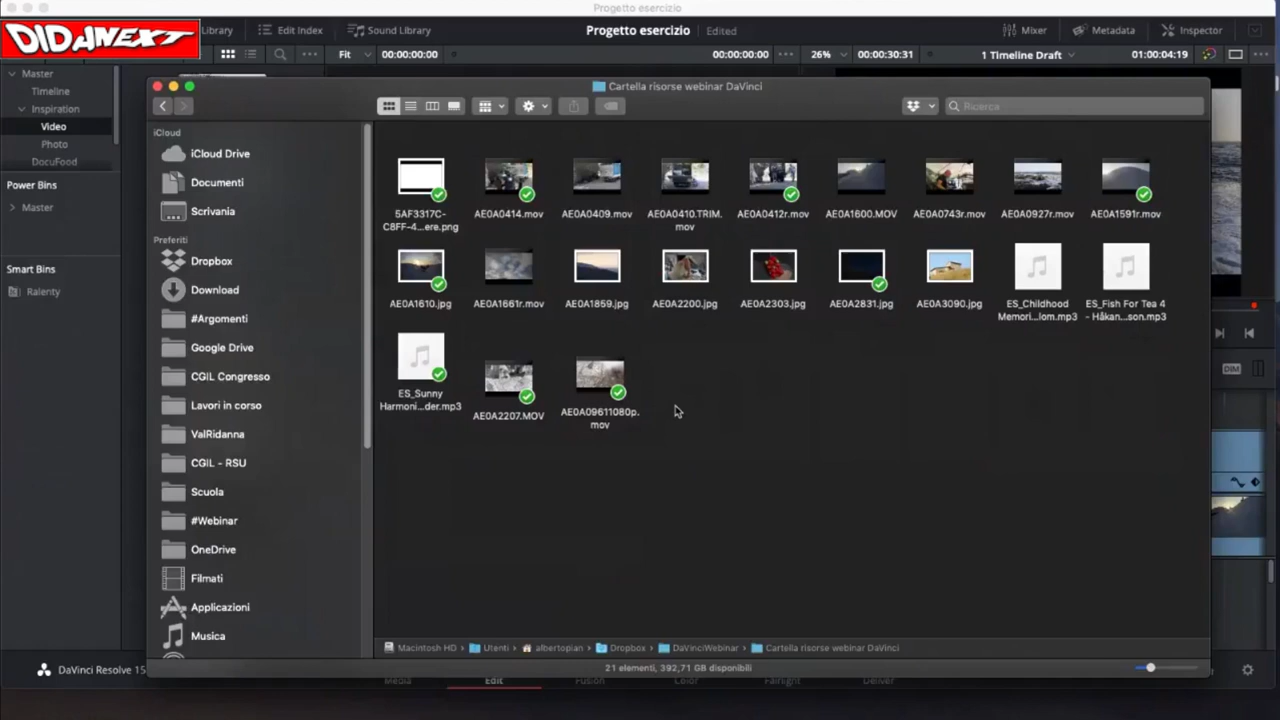 Progetto esercizio
DIDANEXT
Library
Edit Index
Sound Library
Progetto esercizio
Edited
Mixer
Metadata
Inspector
Fit
00:00:00:00
00:00:00:00
26%
00:00:30:31
1 Timeline Draft
01:00:04:19
Master
Timeline
Inspiration
Video
Photo
DocuFood
Power Bins
Master
Smart Bins
Ralenty
Cartella risorse webinar DaVinci
Ricerca
iCloud
iCloud Drive
Documenti
Scrivania
Preferiti
Dropbox
Download
#Argomenti
Google Drive
CGIL Congresso
Lavori in corso
ValRidanna
CGIL - RSU
Scuola
#Webinar
OneDrive
Filmati
Applicazioni
Musica
5AF3317C-
C8FF-4...ere.png
AE0A0414.mov
AE0A0409.mov
AE0A0410.TRIM.
mov
AE0A0412r.mov
AE0A1600.MOV
AE0A0743r.mov
AE0A0927r.mov
AE0A1591r.mov
AE0A1610.jpg
AE0A1661r.mov
AE0A1859.jpg
AE0A2200.jpg
AE0A2303.jpg
AE0A2831.jpg
AE0A3090.jpg
ES_Childhood
Memori...lom.mp3
ES_Fish For Tea 4
- Håkan...son.mp3
ES_Sunny
Harmoni...der.mp3
AE0A2207.MOV
AE0A09611080p.
mov
DIM
Macintosh HD
Utenti
albertopian
Dropbox
DaVinciWebinar
Cartella risorse webinar DaVinci
21 elementi, 392,71 GB disponibili
DaVinci Resolve 15
Media
Edit
Fusion
Color
Fairlight
Deliver